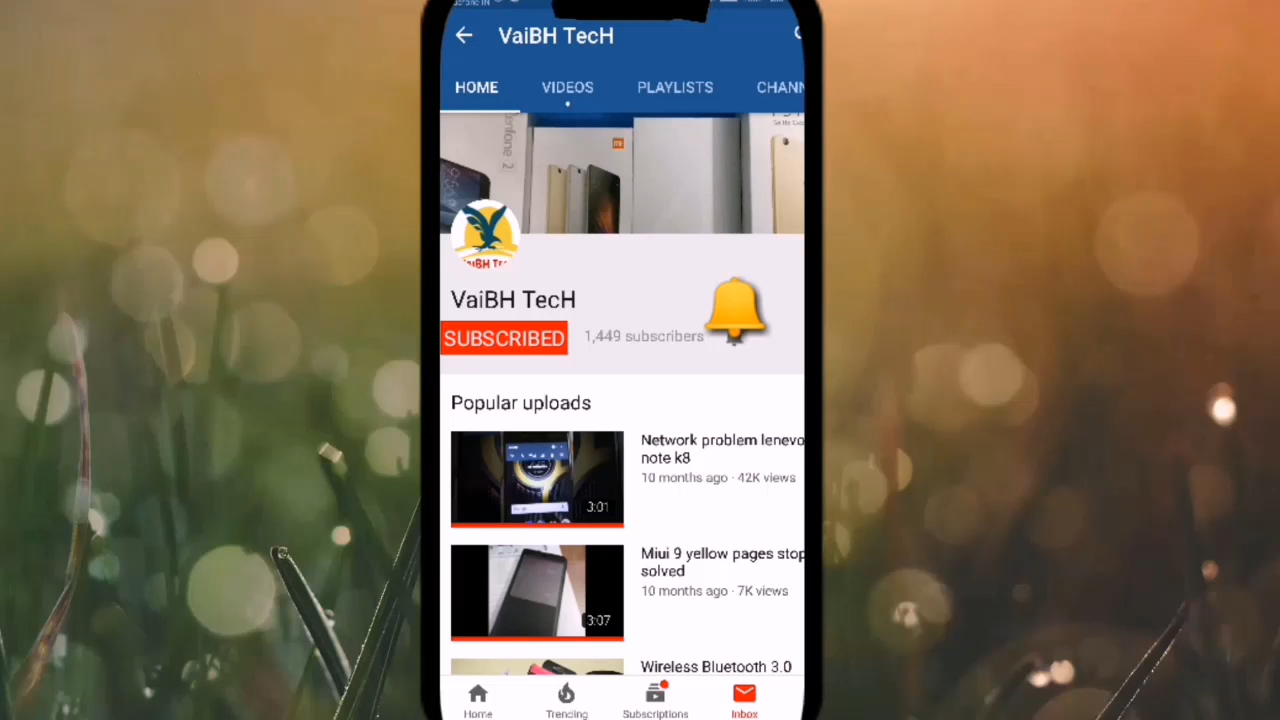 VaiBH TecH
HOME VIDEOS PLAYLISTS CHANN
enfone 2
VaiBH TecH
SUBSCRIBED 1,449 subscribers
Popular uploads
Network problem lenevo
note k8
10 months ago · 42K views
3:01
Miui 9 yellow pages stop
solved
10 months ago · 7K views
3:07
Wireless Bluetooth 3.0
Home Trending Subscriptions Inbox